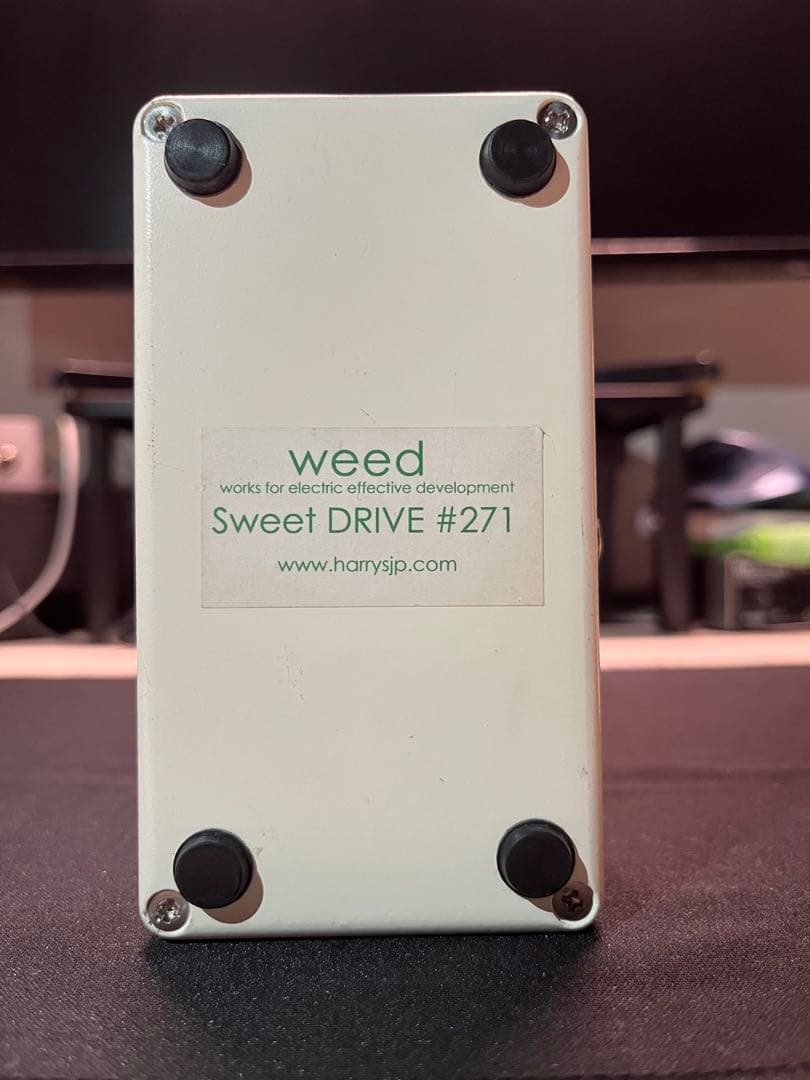 weed
works for electric effective development
Sweet DRIVE #271
www.harrysjp.com